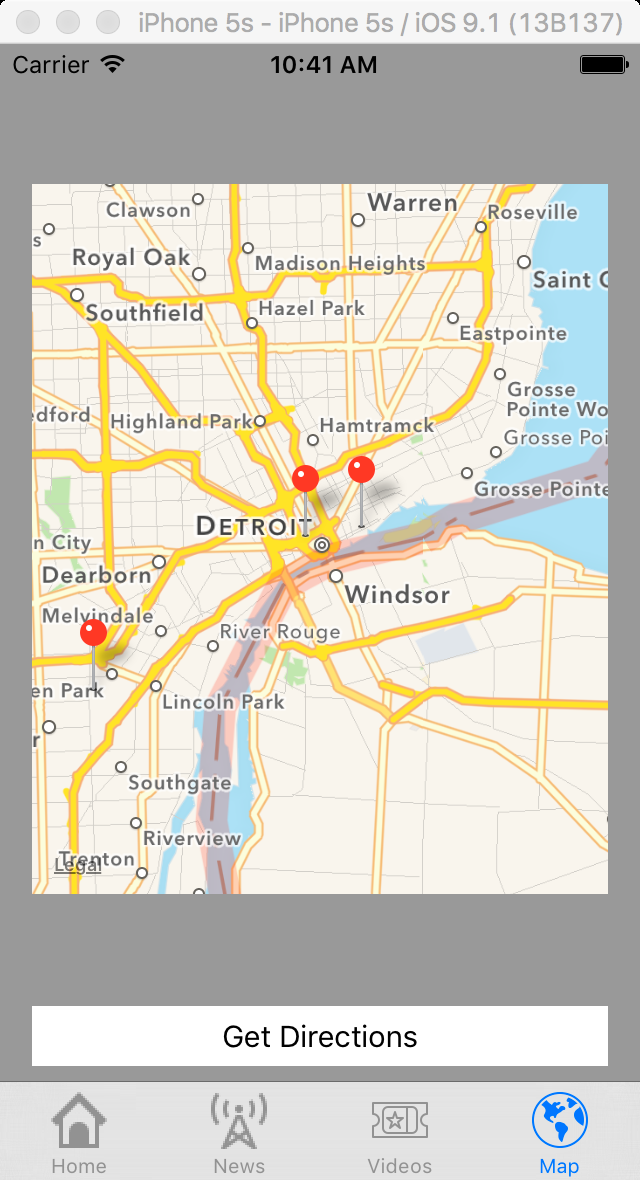 iPhone 5s - iPhone 5s / iOS 9.1 (13B137)
Carrier 10:41 AM
Clawson
Warren
Roseville
s
Royal Oak
Madison Heights
Saint C
Southfield
Hazel Park
Eastpointe
Grosse
Pointe Wo
edford
Highland Park
Hamtramck
Grosse Poi
Grosse Pointe
DETROIT
n City
Dearborn
Windsor
Melvindale
River Rouge
en Park
Lincoln Park
r
Southgate
Riverview
Trenton
Legal
Get Directions
Home News Videos Map